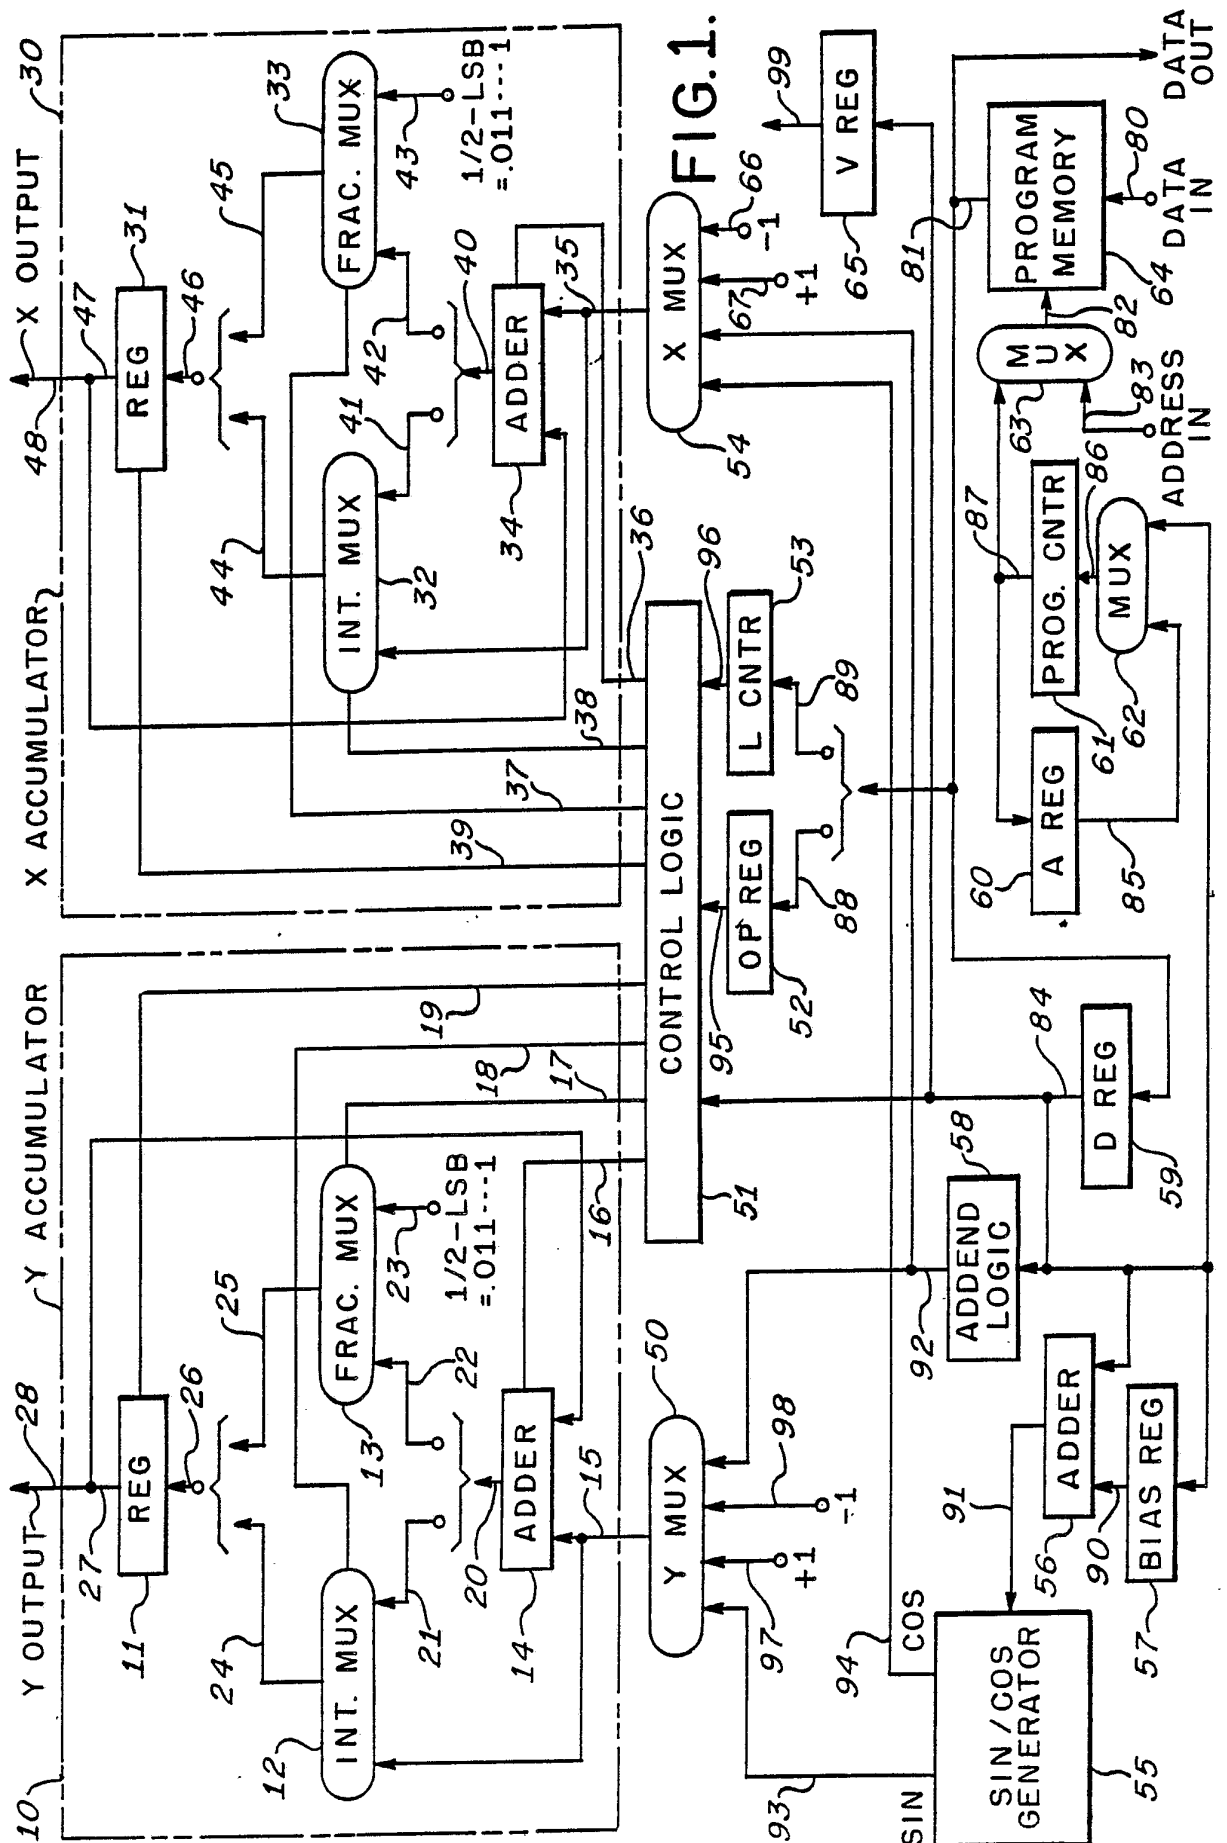 10
Y OUTPUT
28
Y ACCUMULATOR
X ACCUMULATOR
48
X OUTPUT
30
27
REG
11
26
24
25
19
INT. MUX
12
FRAC. MUX
13
23
1/2-LSB
=.011---1
21
22
20
ADDER
14
15
16
17
18
47
REG
31
46
44
45
39
37
38
INT. MUX
32
FRAC. MUX
33
43
1/2-LSB
=.011---1
41
42
40
ADDER
34
35
36
FIG.1.
CONTROL LOGIC
51
Y MUX
50
97
+1
98
-1
X MUX
54
67
+1
66
-1
95
OP REG
52
96
L CNTR
53
88
89
V REG
65
99
SIN
93
94
COS
SIN/COS
GENERATOR
55
91
ADDER
56
90
BIAS REG
57
92
ADDEND
LOGIC
58
84
D REG
59
A REG
60
85
87
PROG. CNTR
61
86
MUX
62
MUX
63
82
83
ADDRESS
IN
81
PROGRAM
MEMORY
64
80
DATA
IN
DATA
OUT